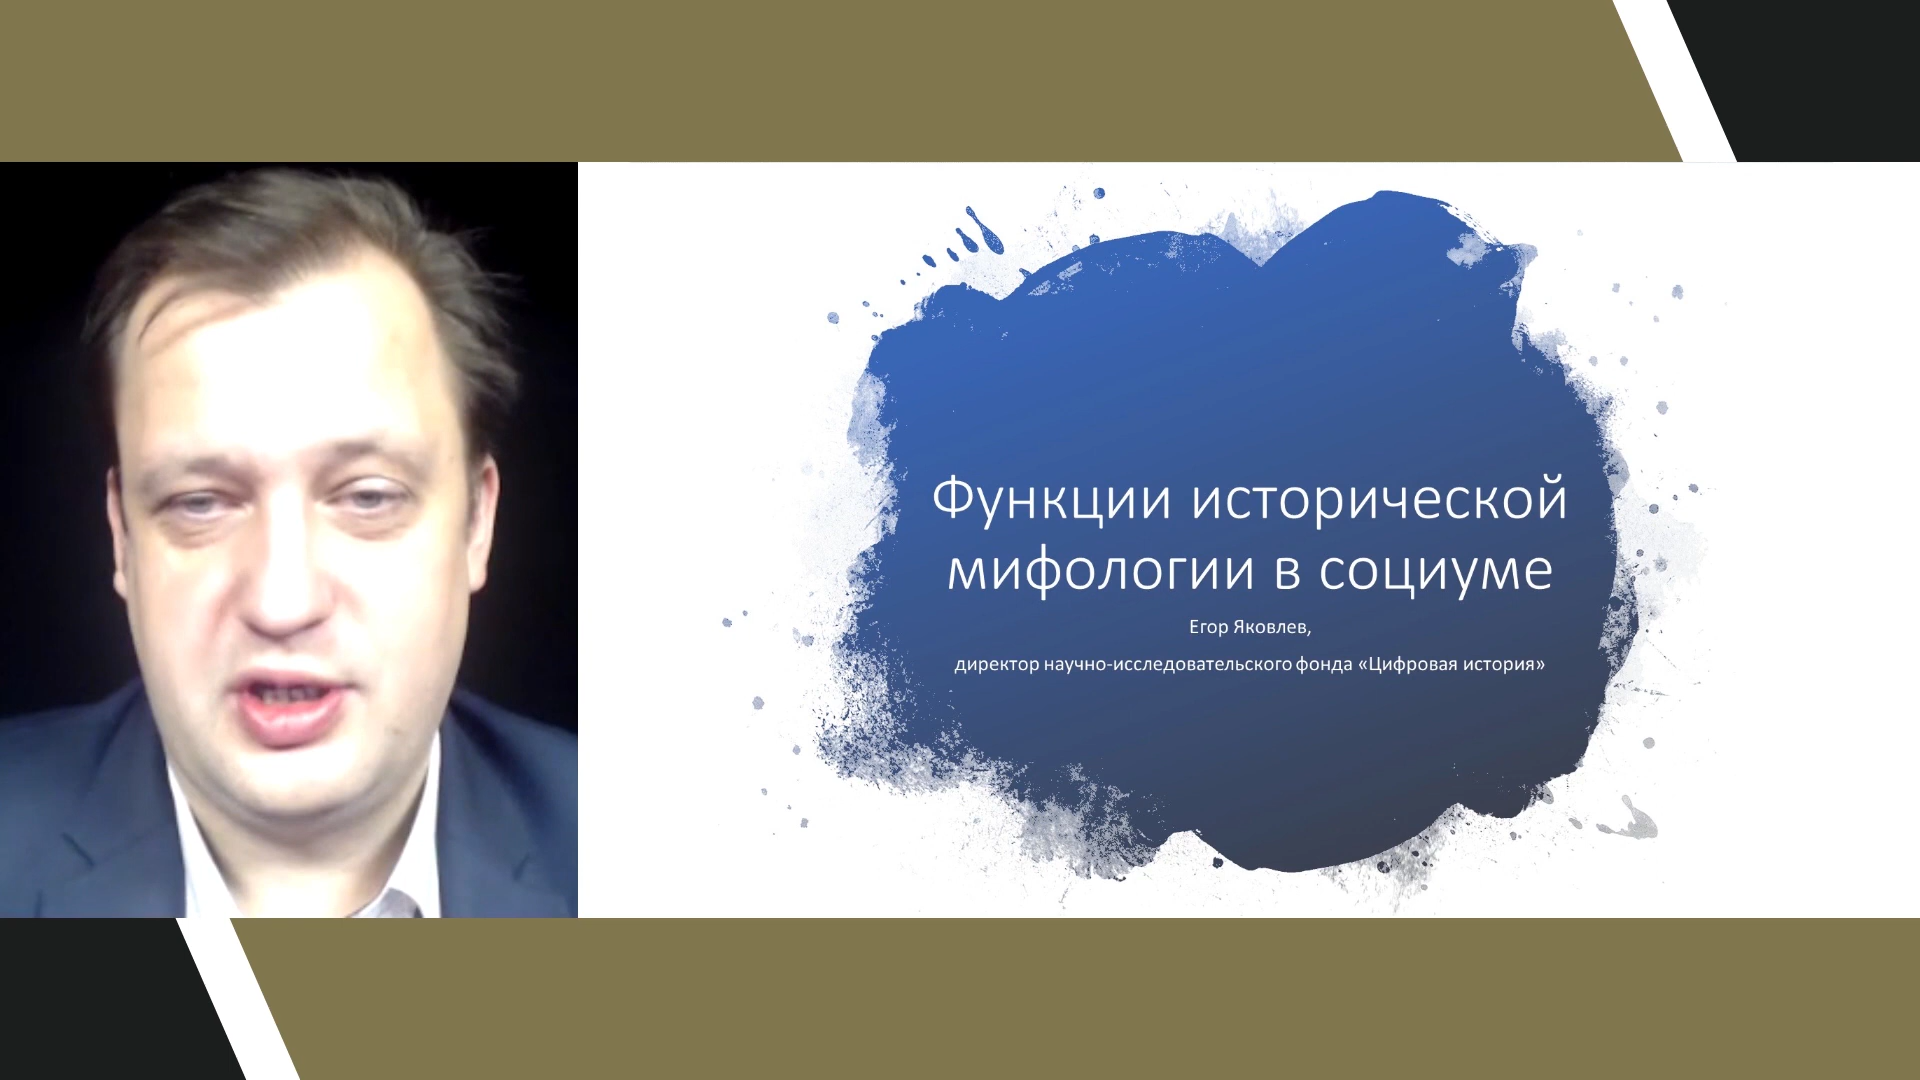 Функции исторической
мифологии в социуме
Егор Яковлев,
директор научно-исследовательского фонда «Цифровая история»